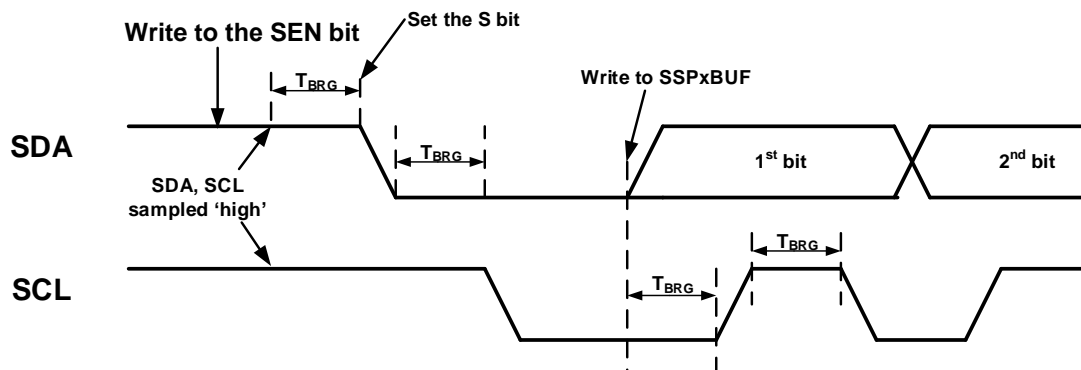 Write to the SEN bit
Set the S bit
TBRG
Write to SSPxBUF
SDA
TBRG
1st bit
2nd bit
SDA, SCL
sampled ‘high’
TBRG
SCL
TBRG